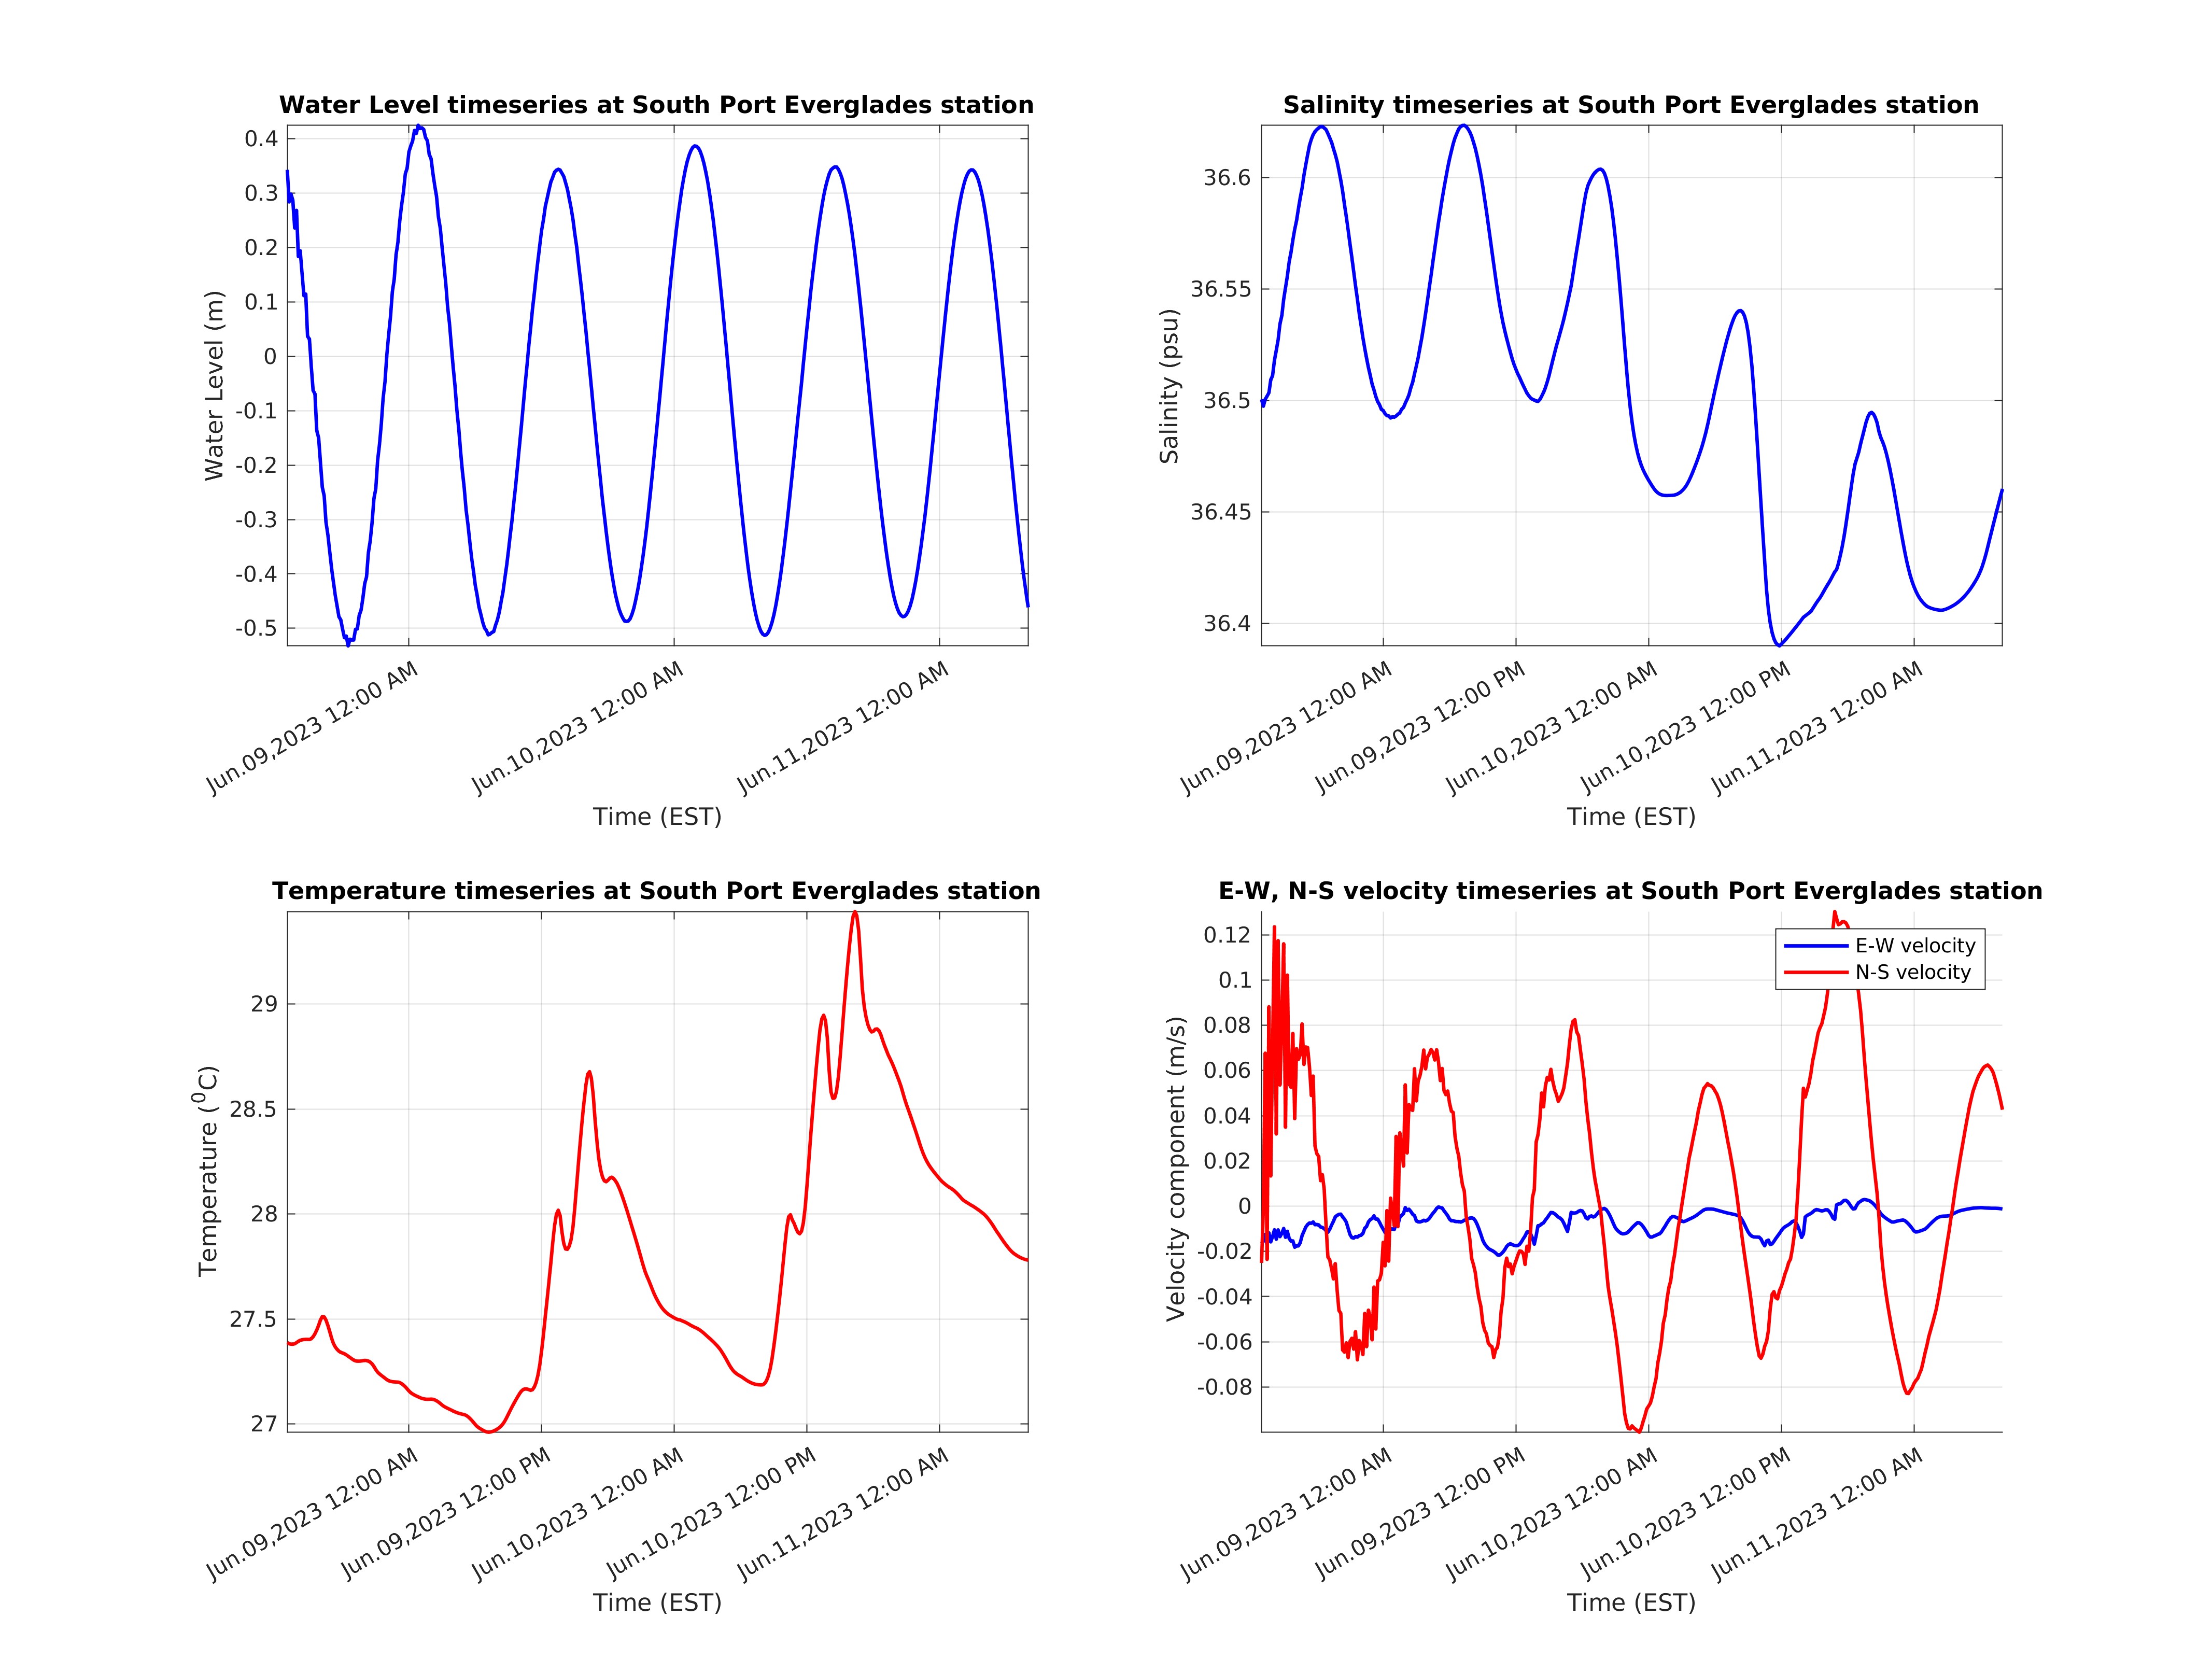 Water Level timeseries at South Port Everglades station
Water Level (m)
0.4
0.3
0.2
0.1
0
-0.1
-0.2
-0.3
-0.4
-0.5
Jun.09,2023 12:00 AM
Jun.10,2023 12:00 AM
Jun.11,2023 12:00 AM
Time (EST)
Salinity timeseries at South Port Everglades station
Salinity (psu)
36.6
36.55
36.5
36.45
36.4
Jun.09,2023 12:00 AM
Jun.09,2023 12:00 PM
Jun.10,2023 12:00 AM
Jun.10,2023 12:00 PM
Jun.11,2023 12:00 AM
Time (EST)
Temperature timeseries at South Port Everglades station
Temperature (⁰C)
29
28.5
28
27.5
27
Jun.09,2023 12:00 AM
Jun.09,2023 12:00 PM
Jun.10,2023 12:00 AM
Jun.10,2023 12:00 PM
Jun.11,2023 12:00 AM
Time (EST)
E-W, N-S velocity timeseries at South Port Everglades station
Velocity component (m/s)
0.12
0.1
0.08
0.06
0.04
0.02
0
-0.02
-0.04
-0.06
-0.08
E-W velocity
N-S velocity
Jun.09,2023 12:00 AM
Jun.09,2023 12:00 PM
Jun.10,2023 12:00 AM
Jun.10,2023 12:00 PM
Jun.11,2023 12:00 AM
Time (EST)